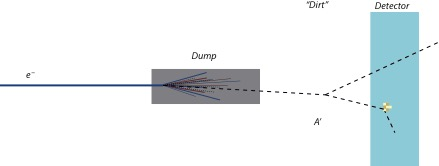 "Dirt"
Detector
Dump
e⁻
A'